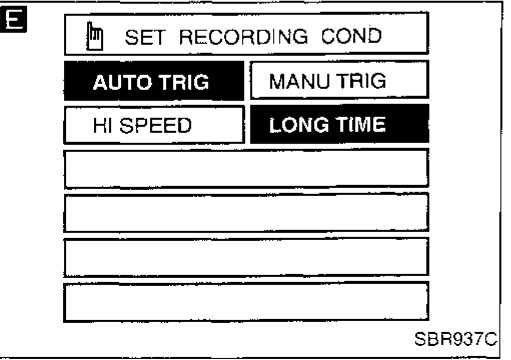 E
SET RECORDING COND
AUTO TRIG MANU TRIG
HI SPEED LONG TIME
SBR937C